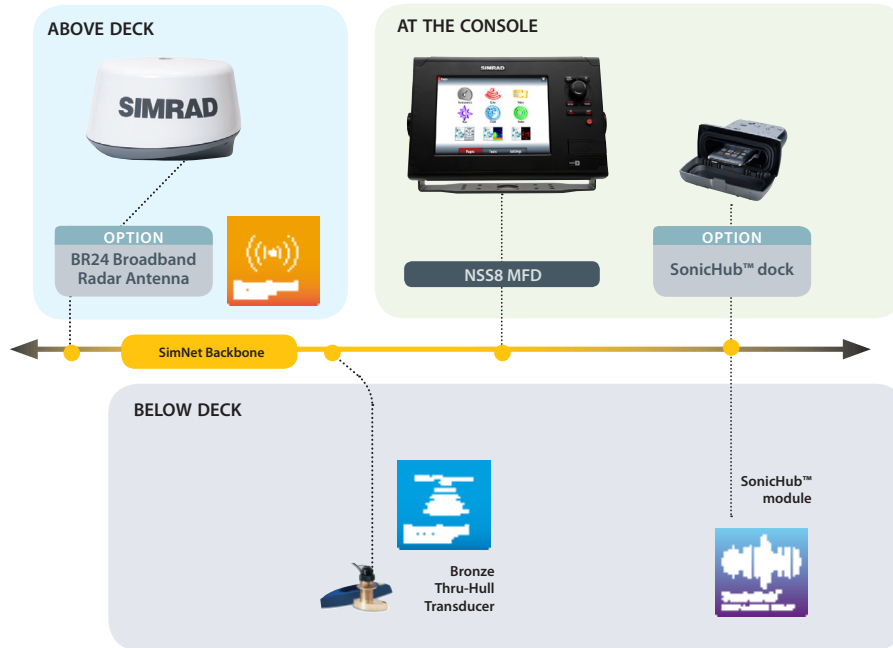 ABOVE DECK
SIMRAD
OPTION
BR24 Broadband
Radar Antenna
AT THE CONSOLE
SIMRAD
NSS8 MFD
OPTION
SonicHub™ dock
SimNet Backbone
BELOW DECK
Bronze
Thru-Hull
Transducer
SonicHub™
module